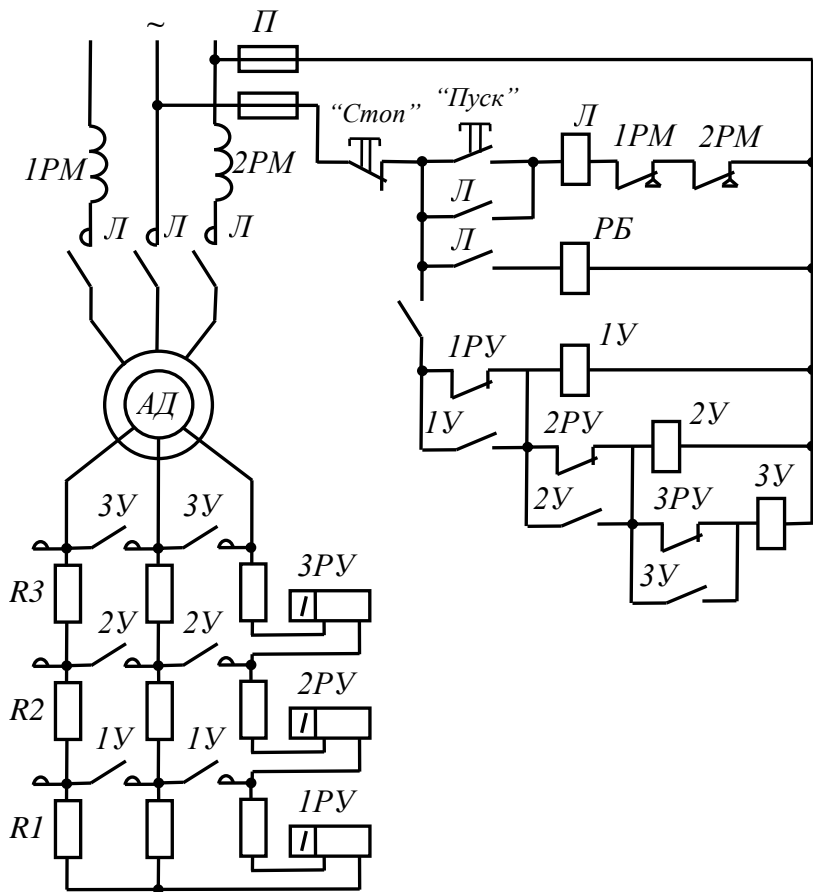 ~ П
“Стоп” “Пуск” Л 1РМ 2РМ
1РМ 2РМ
Л Л Л Л
Л РБ
1РУ 1У
АД
1У 2РУ 2У
2У 3РУ 3У
3У 3У
3У
R3 3РУ
I
2У 2У
R2 2РУ
I
1У 1У
R1 1РУ
I